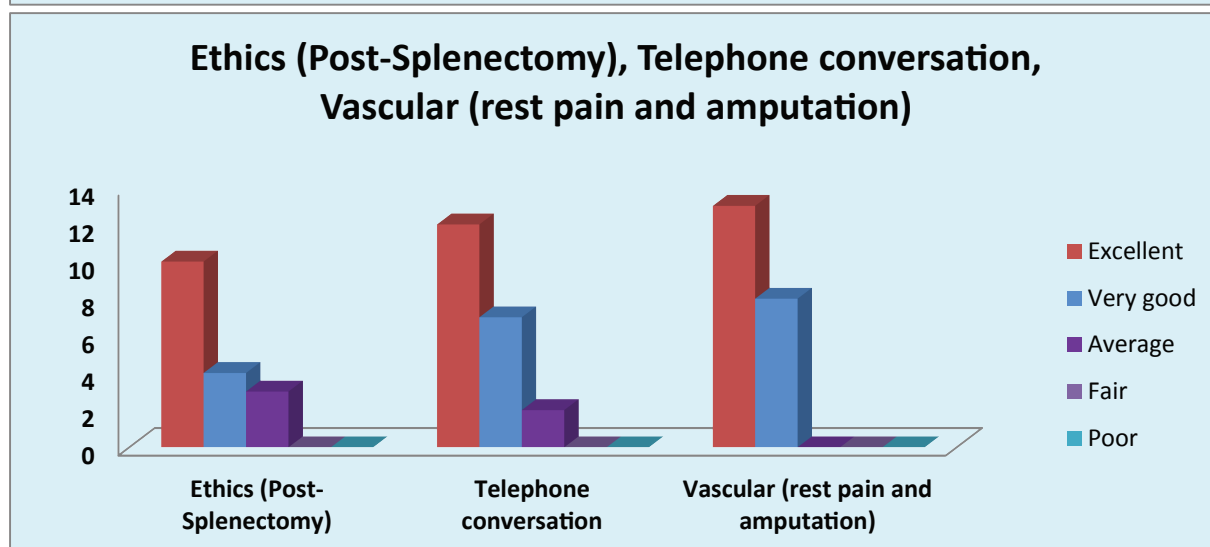 Ethics (Post-Splenectomy), Telephone conversation,
Vascular (rest pain and amputation)
14
12
10
8
6
4
2
0
Ethics (Post-
Splenectomy)
Telephone
conversation
Vascular (rest pain and
amputation)
Excellent
Very good
Average
Fair
Poor